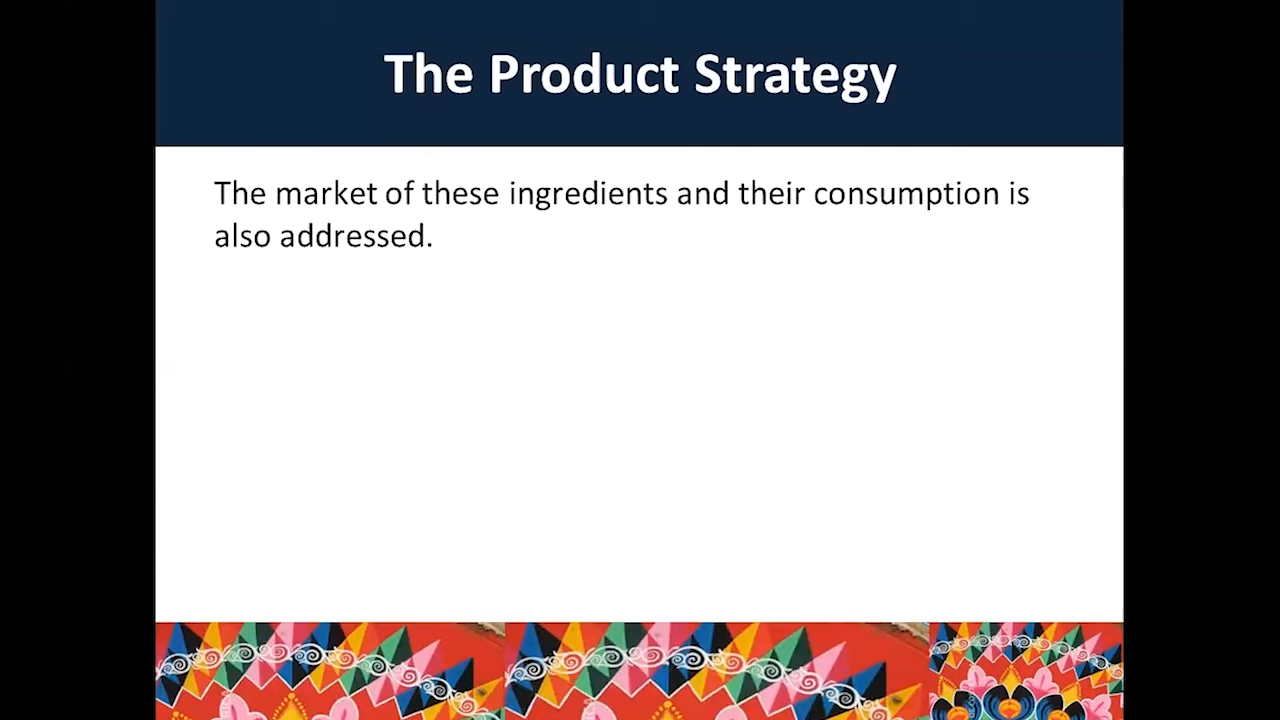 The Product Strategy
The market of these ingredients and their consumption is
also addressed.